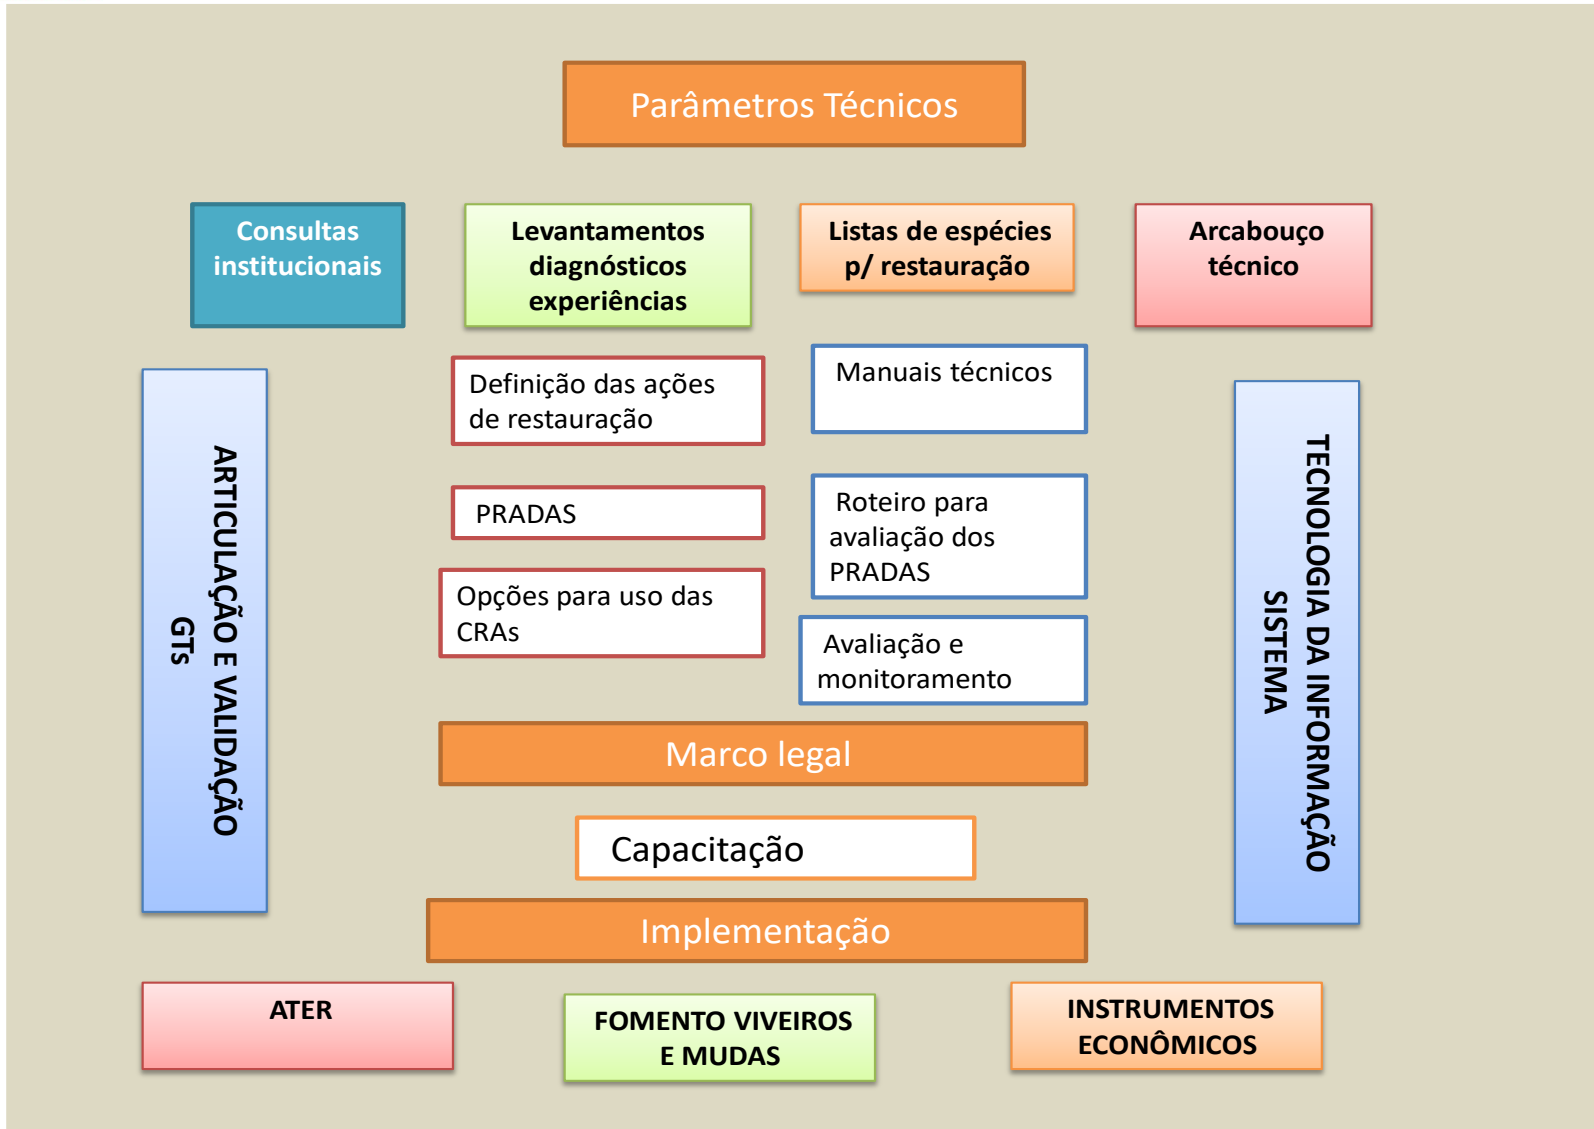 Parâmetros Técnicos
Consultas
institucionais
Levantamentos
diagnósticos
experiências
Listas de espécies
p/ restauração
Arcabouço
técnico
ARTICULAÇÃO E VALIDAÇÃO
GTs
Definição das ações
de restauração
PRADAS
Opções para uso das
CRAs
Manuais técnicos
Roteiro para
avaliação dos
PRADAS
Avaliação e
monitoramento
TECNOLOGIA DA INFORMAÇÃO
SISTEMA
Marco legal
Capacitação
Implementação
ATER
FOMENTO VIVEIROS
E MUDAS
INSTRUMENTOS
ECONÔMICOS